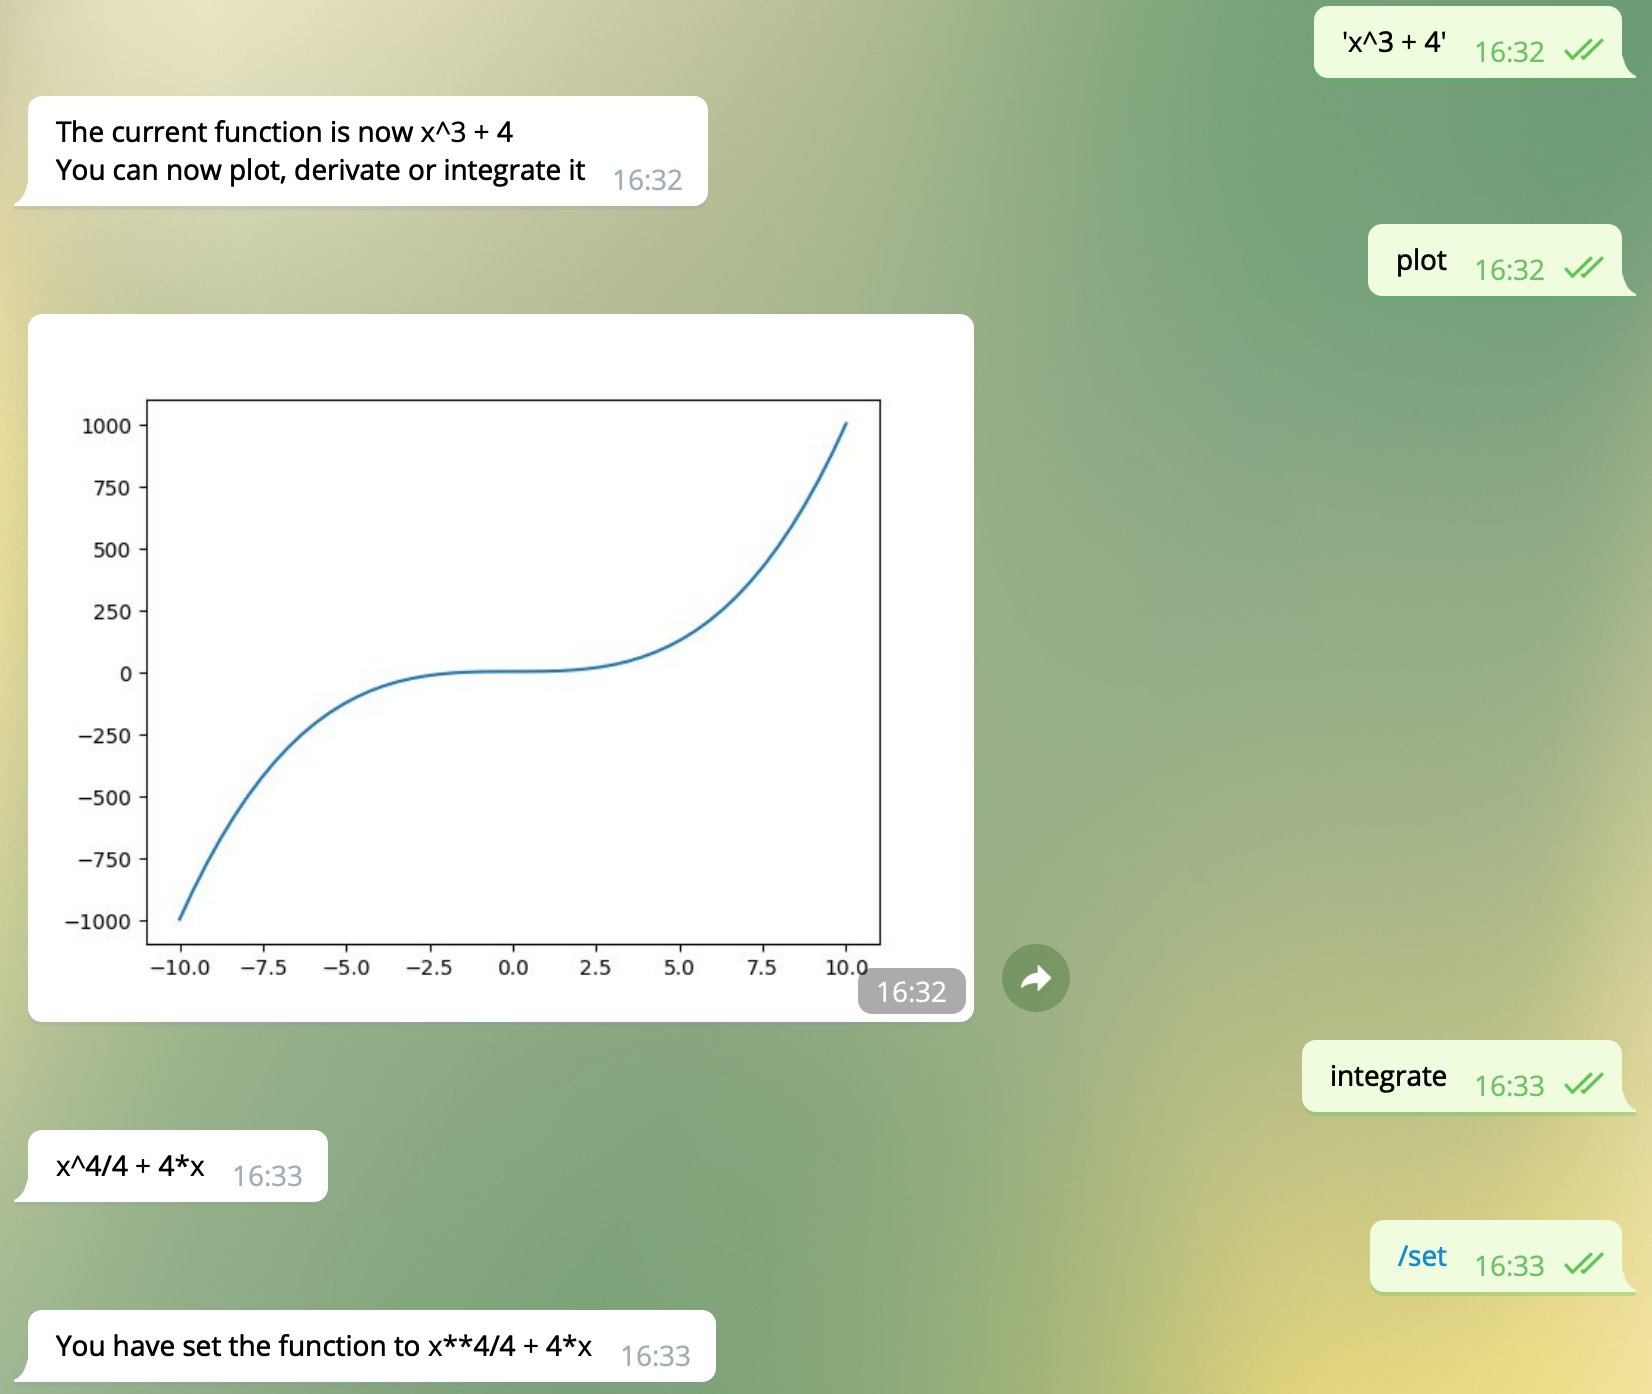 'x^3 + 4' 16:32
The current function is now x^3 + 4
You can now plot, derivate or integrate it 16:32
plot 16:32
1000
750
500
250
0
−250
−500
−750
−1000
−10.0 −7.5 −5.0 −2.5 0.0 2.5 5.0 7.5 10.0
16:32
integrate 16:33
x^4/4 + 4*x 16:33
/set 16:33
You have set the function to x**4/4 + 4*x 16:33